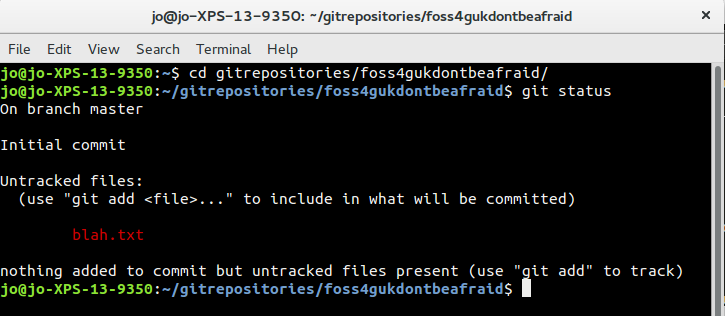 jo@jo-XPS-13-9350: ~/gitrepositories/foss4gukdontbeafraid ×
File Edit View Search Terminal Help
jo@jo-XPS-13-9350:~$ cd gitrepositories/foss4gukdontbeafraid/
jo@jo-XPS-13-9350:~/gitrepositories/foss4gukdontbeafraid$ git status
On branch master
Initial commit
Untracked files:
  (use "git add <file>..." to include in what will be committed)
        blah.txt
nothing added to commit but untracked files present (use "git add" to track)
jo@jo-XPS-13-9350:~/gitrepositories/foss4gukdontbeafraid$